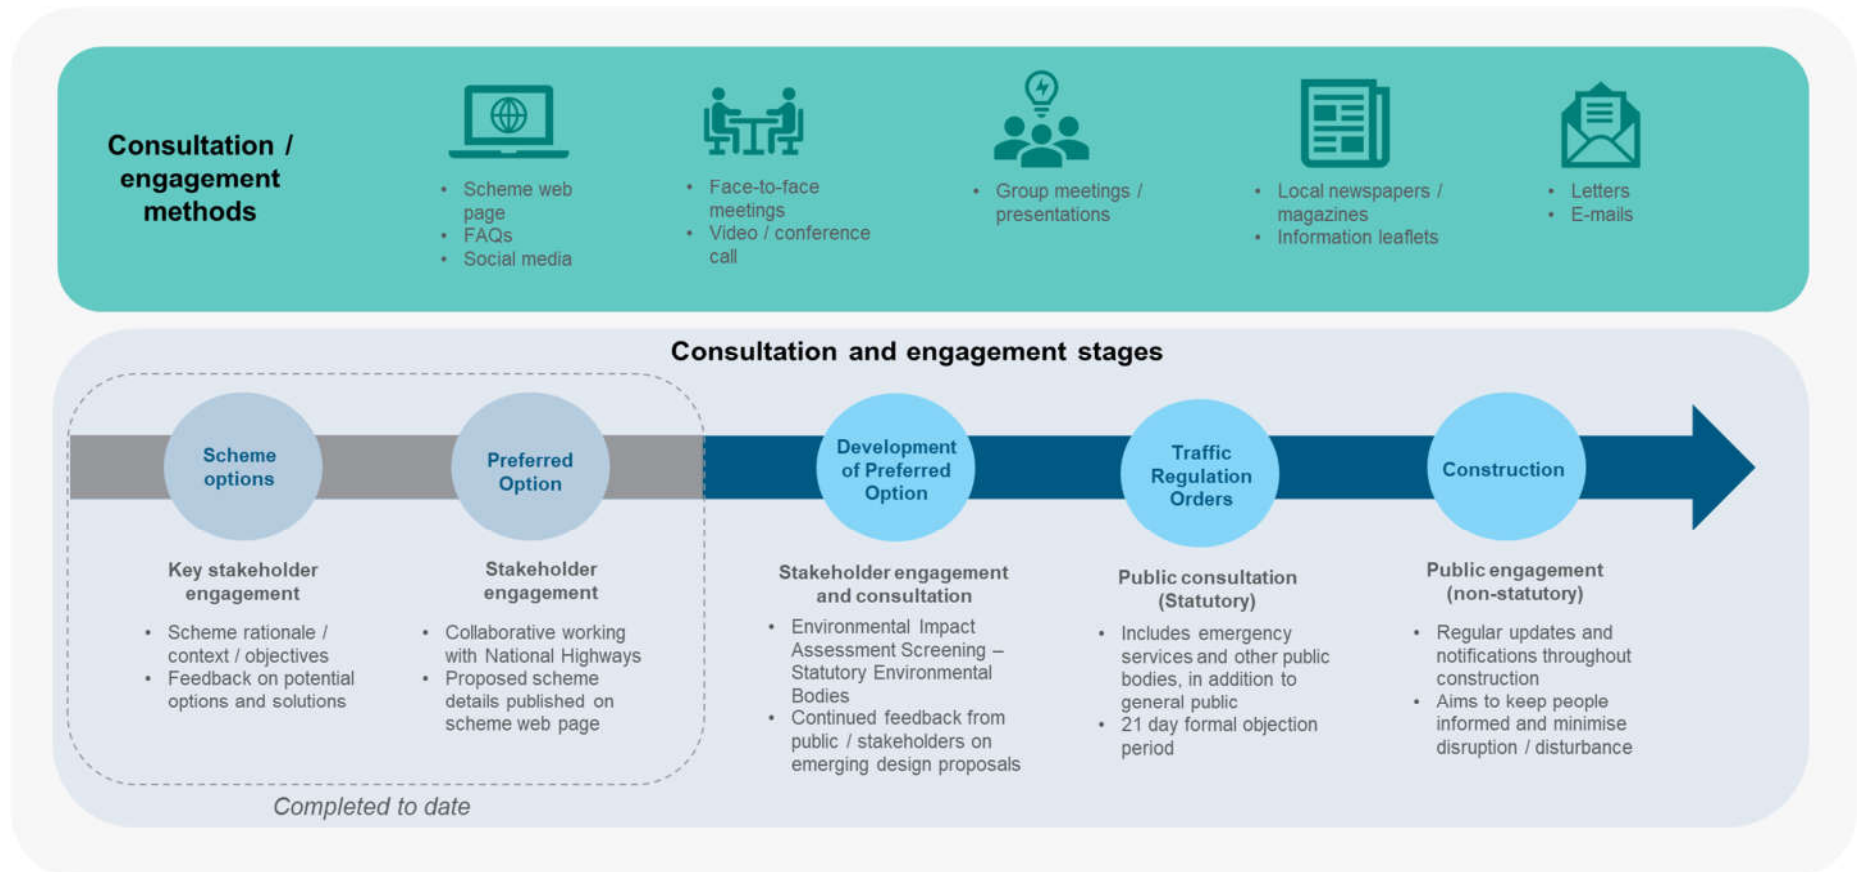 Consultation /
engagement
methods
• Scheme web
page
• FAQs
• Social media
• Face-to-face
meetings
• Video / conference
call
• Group meetings /
presentations
• Local newspapers /
magazines
• Information leaflets
• Letters
• E-mails
Consultation and engagement stages
Scheme
options
Key stakeholder
engagement
• Scheme rationale /
context / objectives
• Feedback on potential
options and solutions
Preferred
Option
Stakeholder
engagement
• Collaborative working
with National Highways
• Proposed scheme
details published on
scheme web page
Completed to date
Development
of Preferred
Option
Stakeholder engagement
and consultation
• Environmental Impact
Assessment Screening –
Statutory Environmental
Bodies
• Continued feedback from
public / stakeholders on
emerging design proposals
Traffic
Regulation
Orders
Public consultation
(Statutory)
• Includes emergency
services and other public
bodies, in addition to
general public
• 21 day formal objection
period
Construction
Public engagement
(non-statutory)
• Regular updates and
notifications throughout
construction
• Aims to keep people
informed and minimise
disruption / disturbance